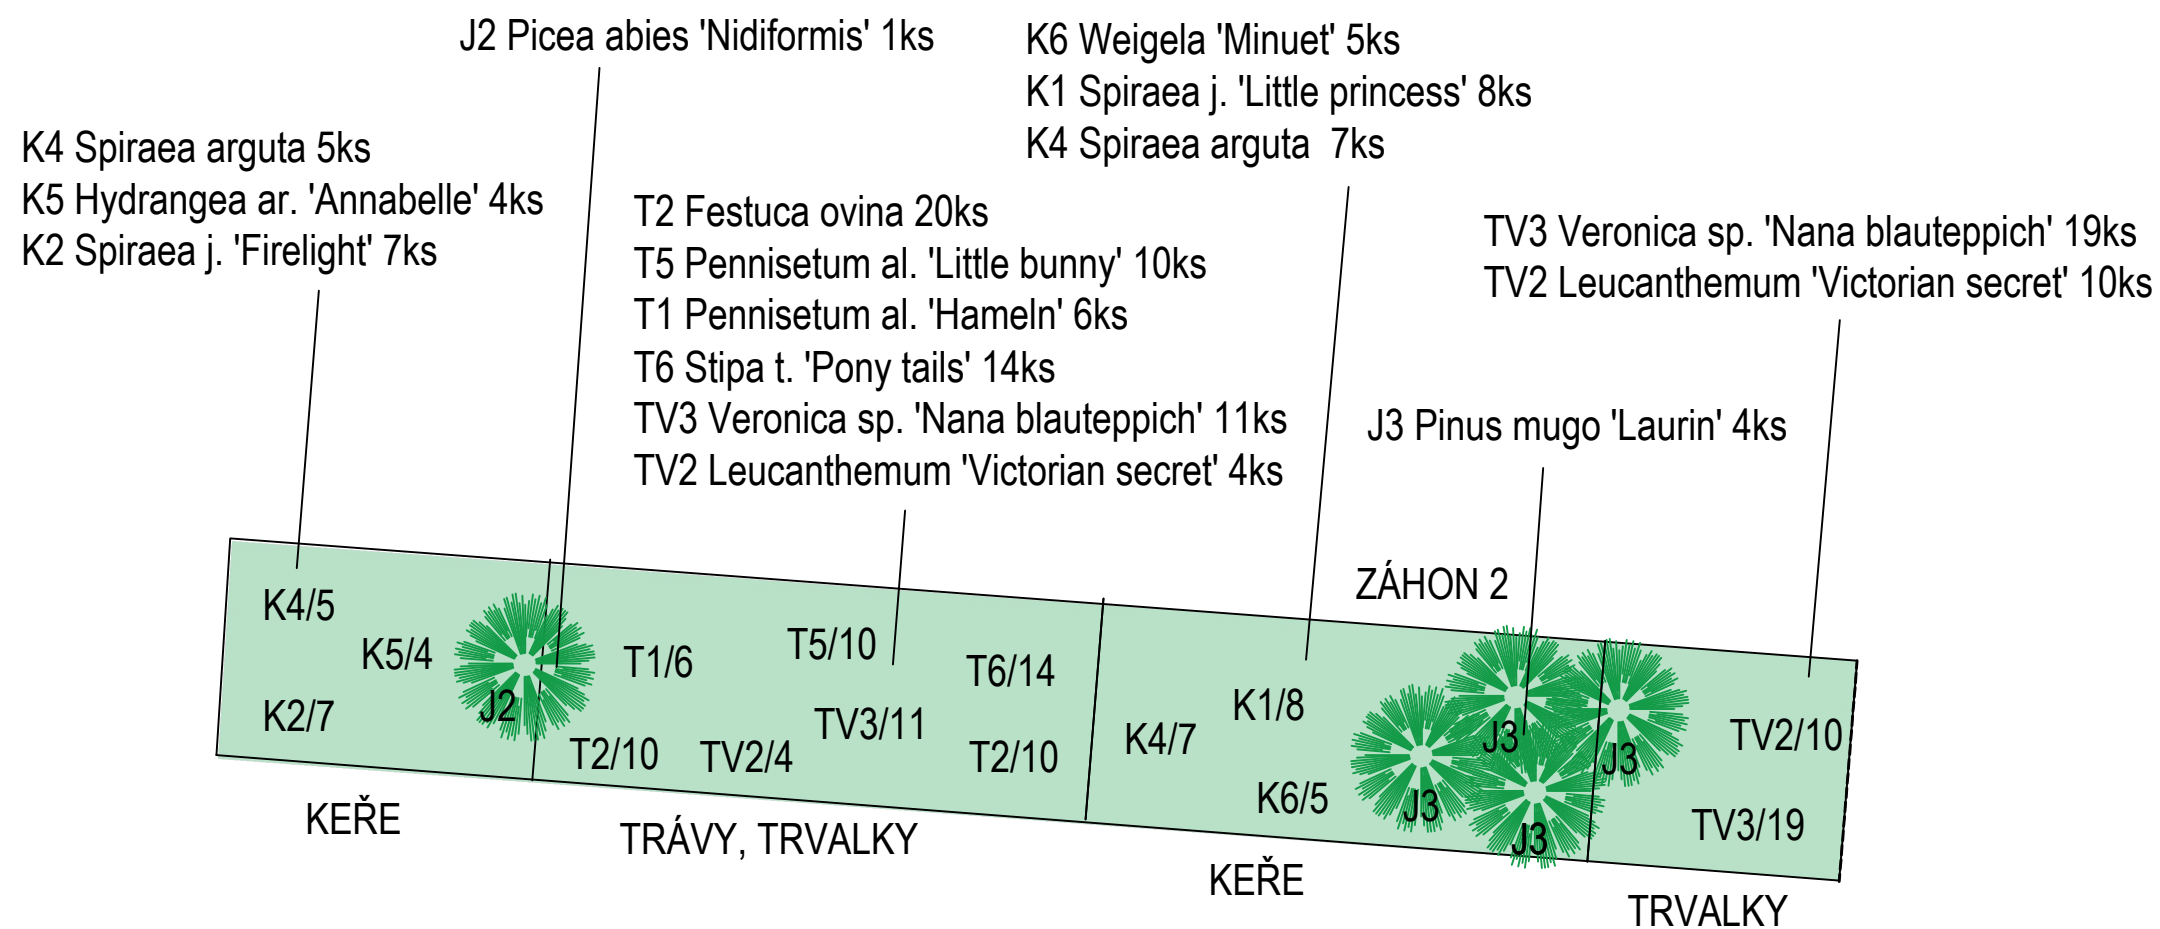 J2 Picea abies 'Nidiformis' 1ks
K6 Weigela 'Minuet' 5ks
K1 Spiraea j. 'Little princess' 8ks
K4 Spiraea arguta  7ks
K4 Spiraea arguta 5ks
K5 Hydrangea ar. 'Annabelle' 4ks
K2 Spiraea j. 'Firelight' 7ks
T2 Festuca ovina 20ks
T5 Pennisetum al. 'Little bunny' 10ks
T1 Pennisetum al. 'Hameln' 6ks
T6 Stipa t. 'Pony tails' 14ks
TV3 Veronica sp. 'Nana blauteppich' 11ks
TV2 Leucanthemum 'Victorian secret' 4ks
TV3 Veronica sp. 'Nana blauteppich' 19ks
TV2 Leucanthemum 'Victorian secret' 10ks
J3 Pinus mugo 'Laurin' 4ks
ZÁHON 2
K4/5
K5/4
K2/7
J2
T1/6
T5/10
T6/14
T2/10
TV2/4
TV3/11
T2/10
K4/7
K1/8
K6/5
J3
J3
J3
J3
TV2/10
TV3/19
KEŘE
TRÁVY, TRVALKY
KEŘE
TRVALKY